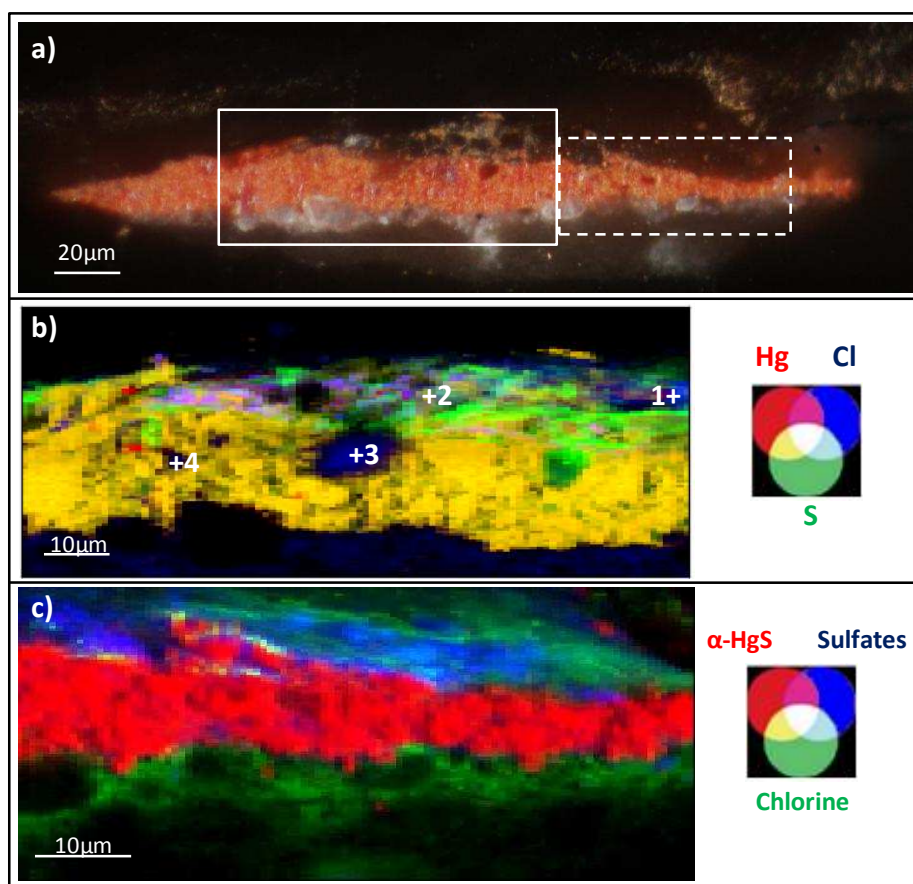 a)
20µm
b)
+2
1+
+3
+4
10µm
Hg Cl
S
c)
10µm
α-HgS Sulfates
Chlorine